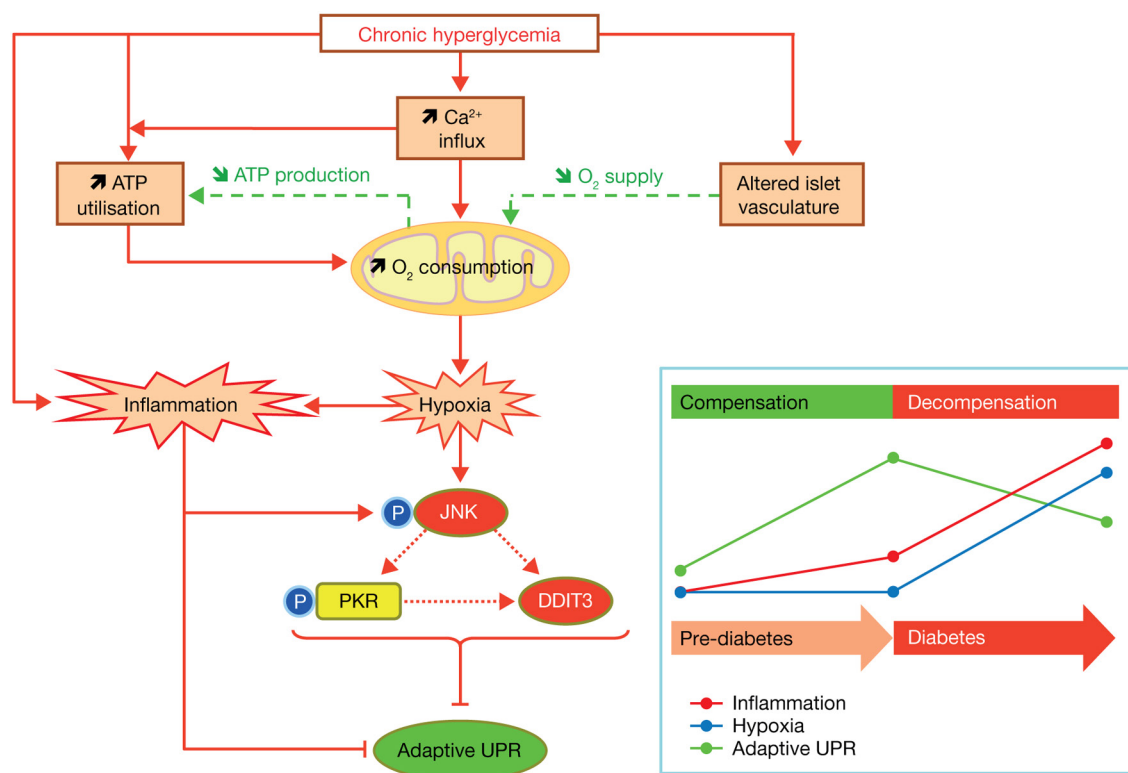 Chronic hyperglycemia
⬈ Ca²⁺
influx
⬈ ATP
utilisation
⬊ ATP production
⬊ O₂ supply
Altered islet
vasculature
⬈ O₂ consumption
Inflammation
Hypoxia
P
JNK
P
PKR
DDIT3
Adaptive UPR
Compensation
Decompensation
Pre-diabetes
Diabetes
Inflammation
Hypoxia
Adaptive UPR